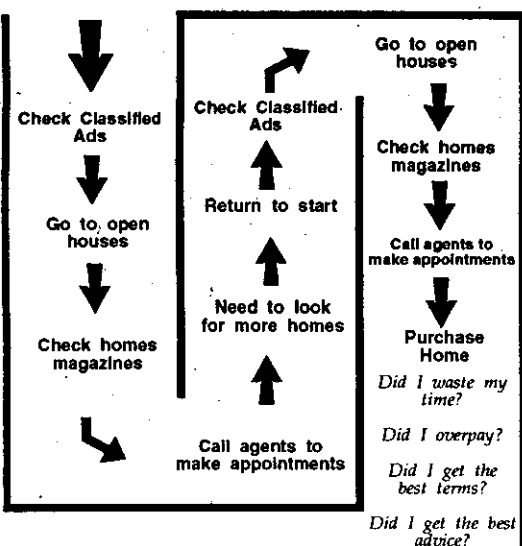 Check Classified
Ads
Go to open
houses
Check homes
magazines
Call agents to
make appointments
Need to look
for more homes
Return to start
Check Classified
Ads
Go to open
houses
Check homes
magazines
Call agents to
make appointments
Purchase
Home
Did I waste my
time?
Did I overpay?
Did I get the
best terms?
Did I get the best
advice?